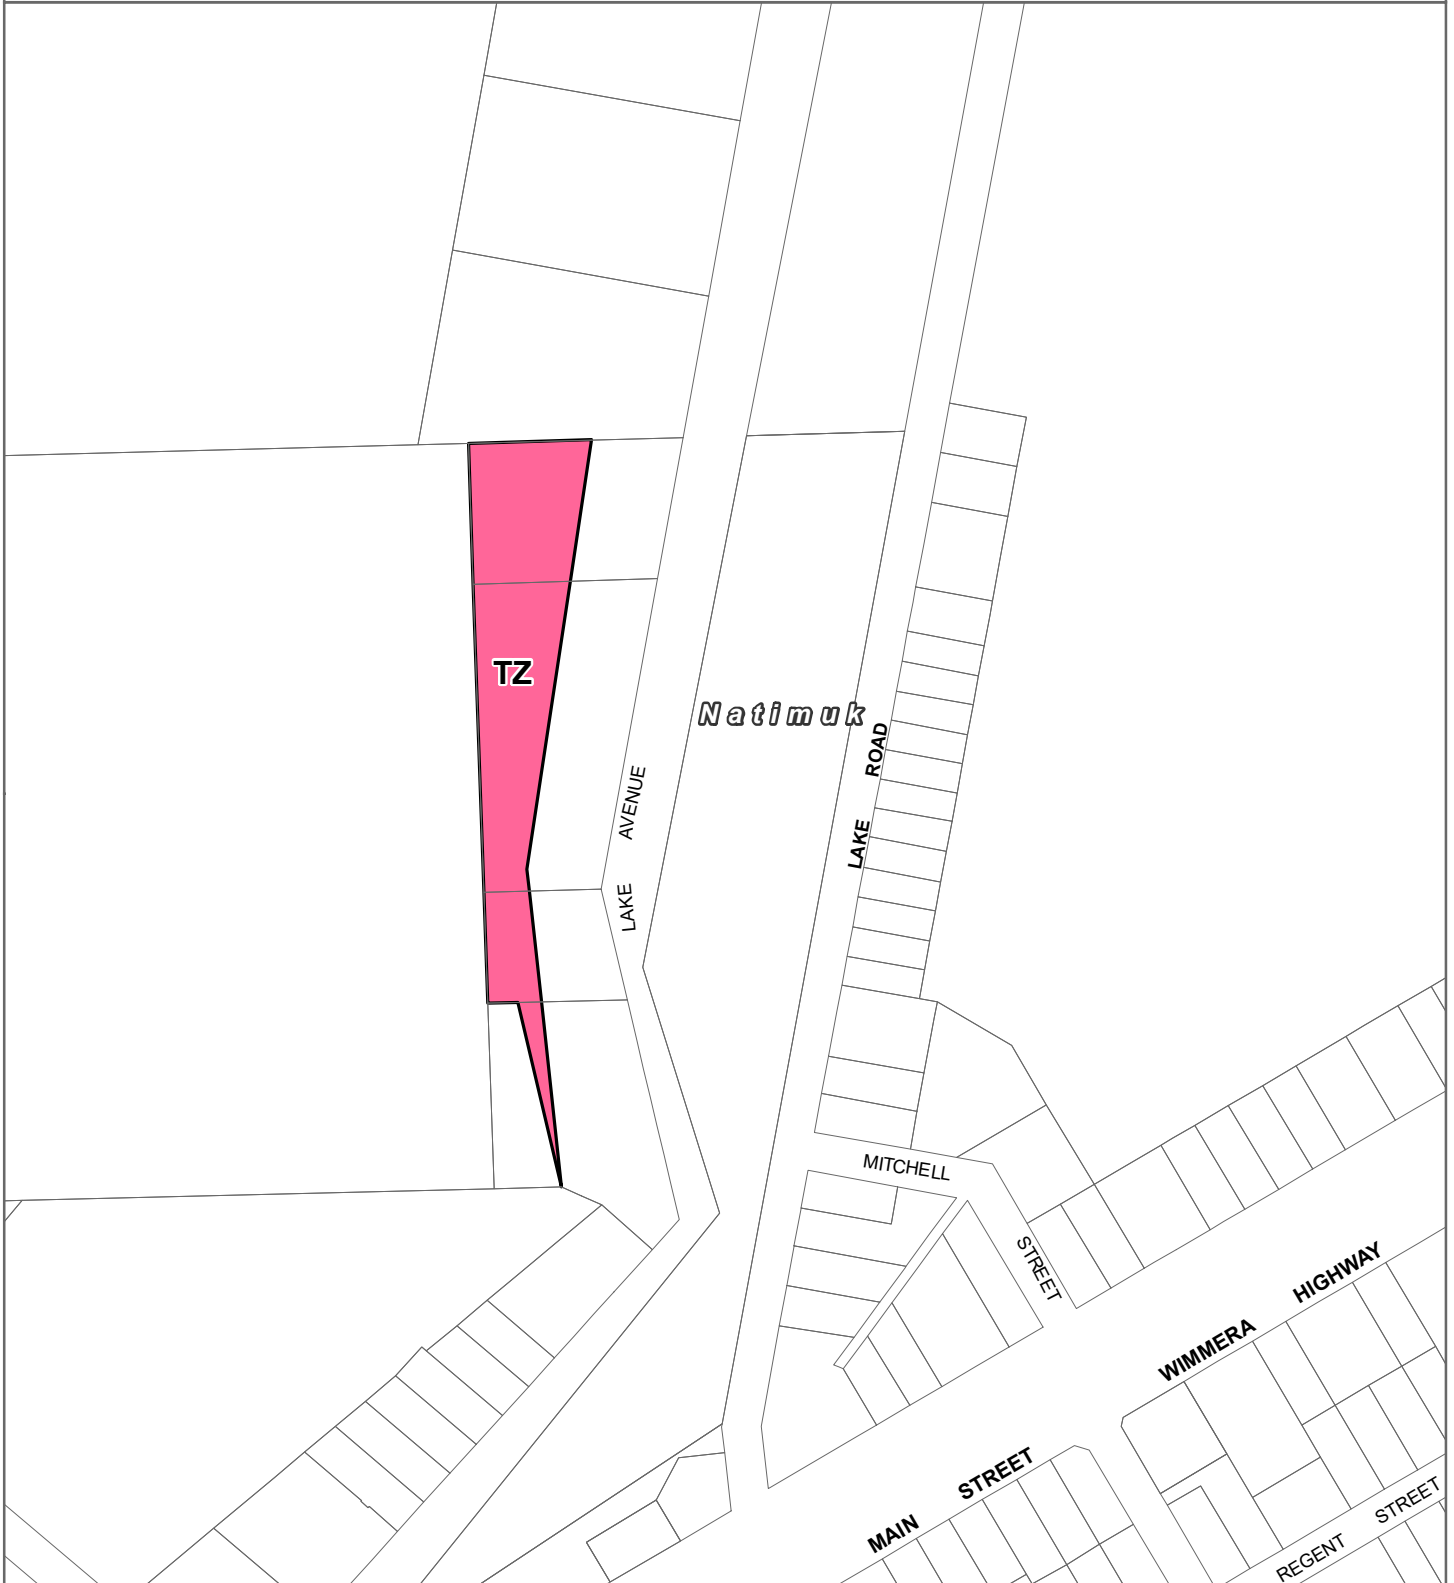 TZ
Natimuk
LAKE AVENUE
LAKE ROAD
MITCHELL STREET
WIMMERA HIGHWAY
MAIN STREET
REGENT STREET